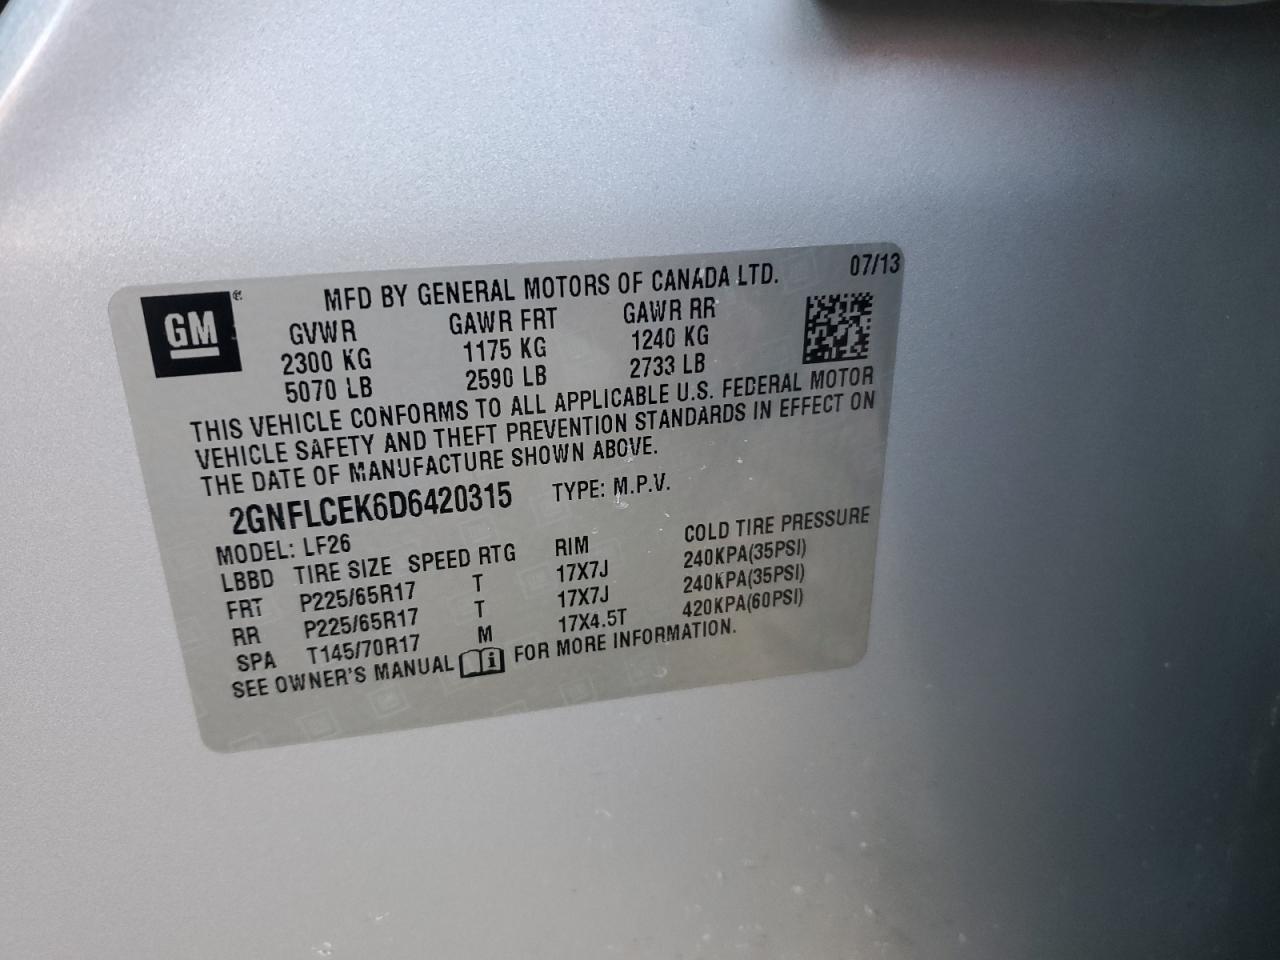 GM ®
MFD BY GENERAL MOTORS OF CANADA LTD. 07/13
GVWR GAWR FRT GAWR RR
2300 KG 1175 KG 1240 KG
5070 LB 2590 LB 2733 LB
THIS VEHICLE CONFORMS TO ALL APPLICABLE U.S. FEDERAL MOTOR
VEHICLE SAFETY AND THEFT PREVENTION STANDARDS IN EFFECT ON
THE DATE OF MANUFACTURE SHOWN ABOVE.
2GNFLCEK6D6420315 TYPE: M.P.V.
MODEL: LF26
LBBD TIRE SIZE SPEED RTG RIM COLD TIRE PRESSURE
FRT P225/65R17 T 17X7J 240KPA(35PSI)
RR P225/65R17 T 17X7J 240KPA(35PSI)
SPA T145/70R17 M 17X4.5T 420KPA(60PSI)
SEE OWNER'S MANUAL i FOR MORE INFORMATION.